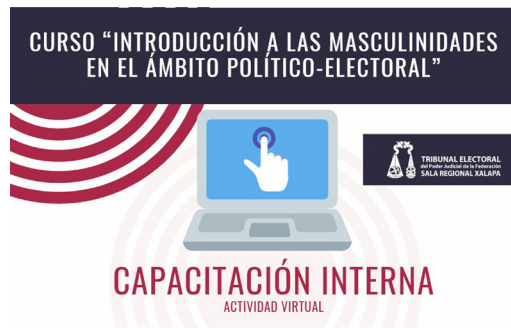 CURSO “INTRODUCCIÓN A LAS MASCULINIDADES
EN EL ÁMBITO POLÍTICO-ELECTORAL”
TRIBUNAL ELECTORAL
del Poder Judicial de la Federación
SALA REGIONAL XALAPA
CAPACITACIÓN INTERNA
ACTIVIDAD VIRTUAL